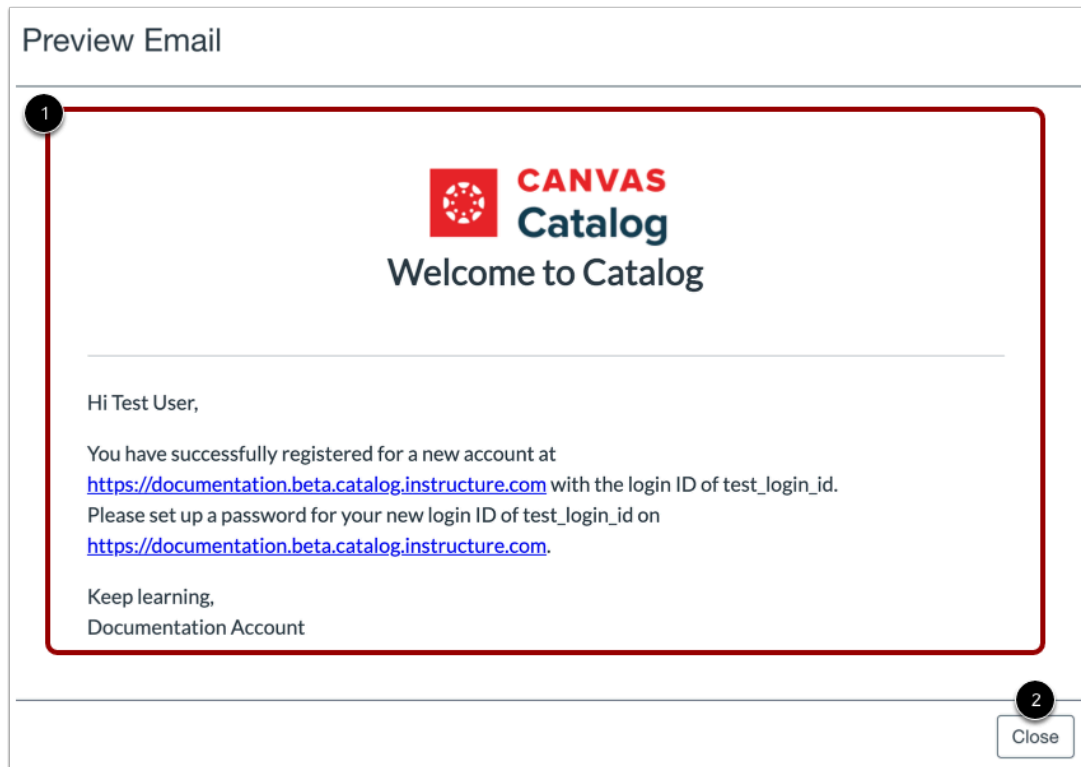 Preview Email
1
CANVAS
Catalog
Welcome to Catalog
Hi Test User,
You have successfully registered for a new account at
https://documentation.beta.catalog.instructure.com with the login ID of test_login_id.
Please set up a password for your new login ID of test_login_id on
https://documentation.beta.catalog.instructure.com.
Keep learning,
Documentation Account
2
Close